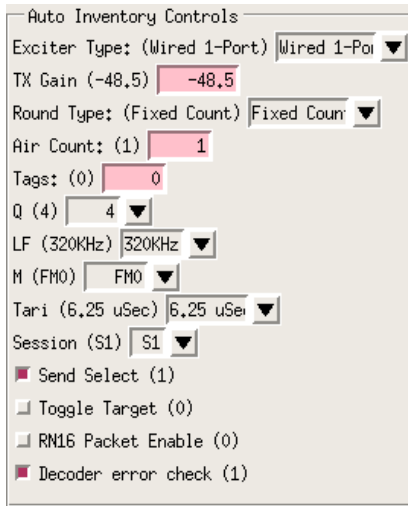 Auto Inventory Controls
Exciter Type: (Wired 1-Port) Wired 1-Po
TX Gain (-48.5) -48.5
Round Type: (Fixed Count) Fixed Coun
Air Count: (1) 1
Tags: (0) 0
Q (4) 4
LF (320KHz) 320KHz
M (FM0) FM0
Tari (6.25 uSec) 6.25 uSe
Session (S1) S1
Send Select (1)
Toggle Target (0)
RN16 Packet Enable (0)
Decoder error check (1)